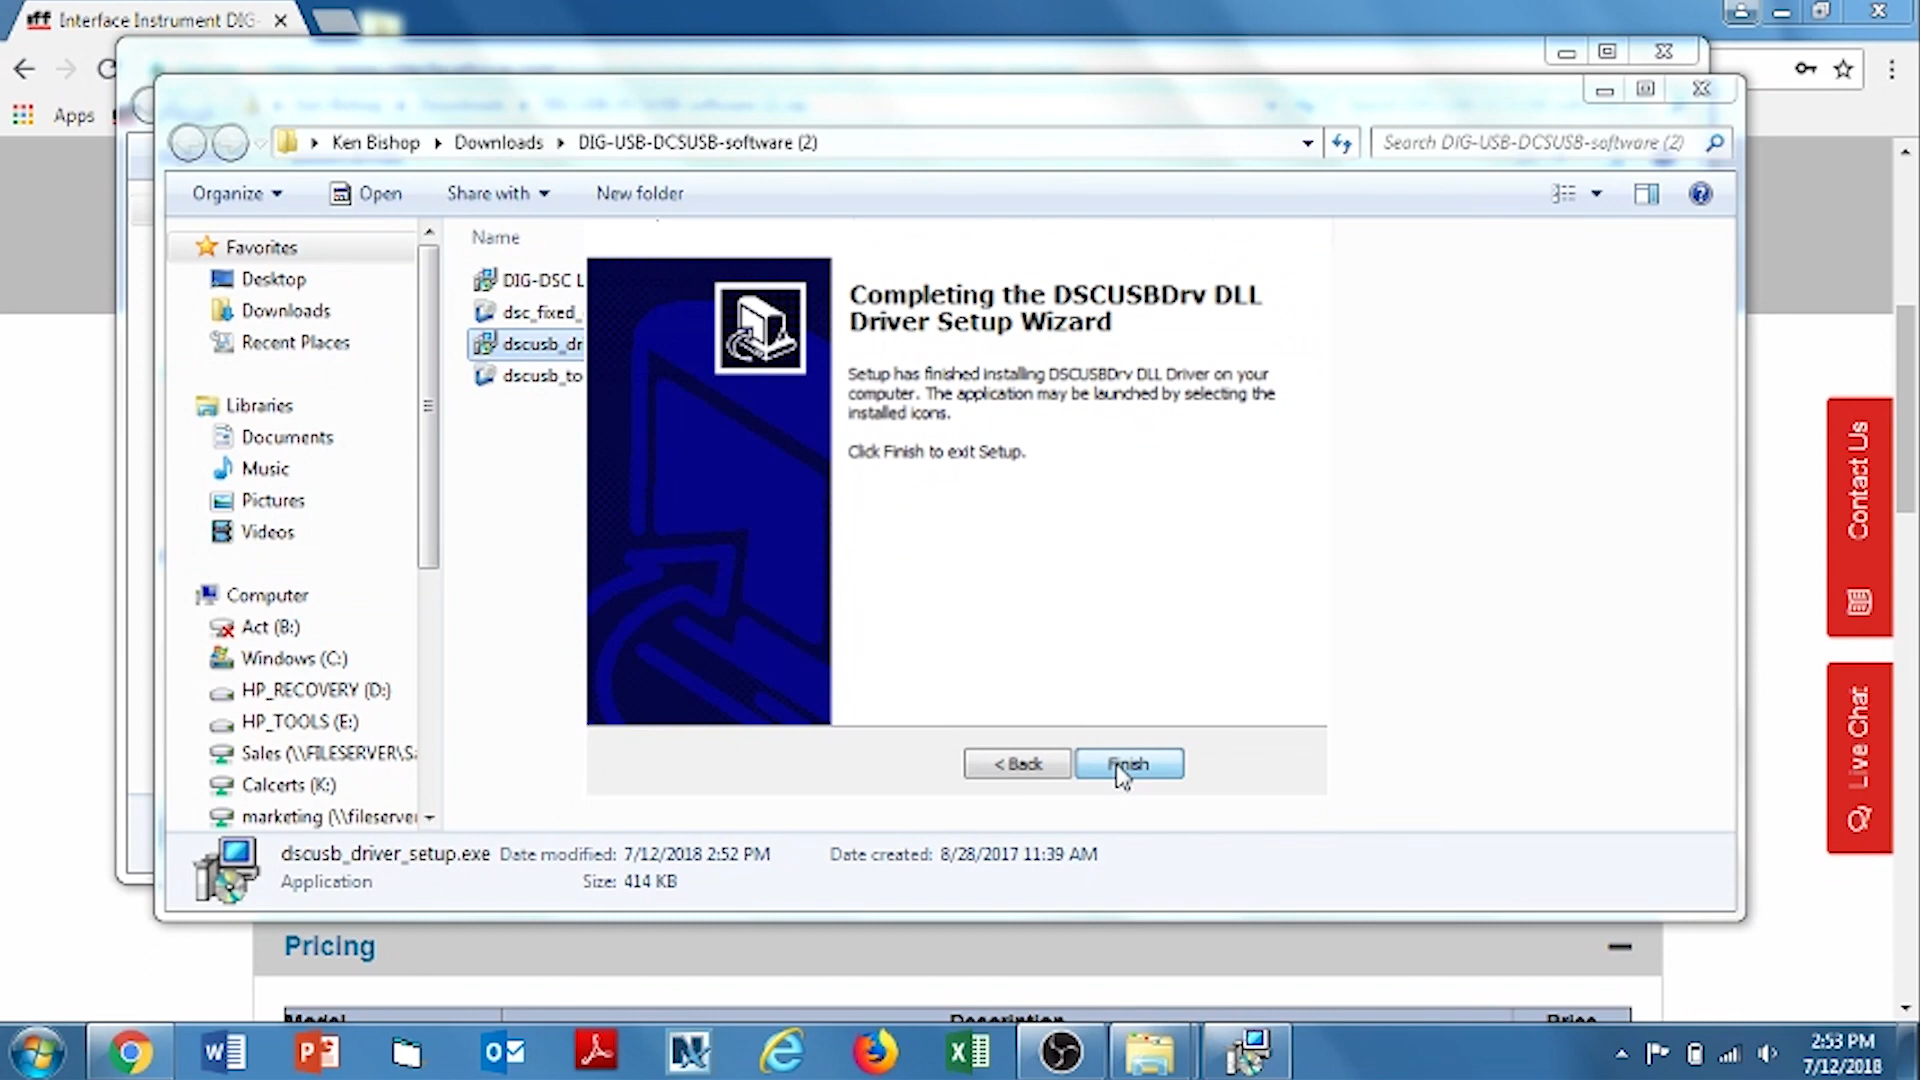 Interface Instrument DIG-
Apps
Ken Bishop Downloads DIG-USB-DCSUSB-software (2)
Search DIG-USB-DCSUSB-software (2)
Organize Open Share with New folder
Name
Favorites
Desktop
Downloads
Recent Places
Libraries
Documents
Music
Pictures
Videos
Computer
Act (B:)
Windows (C:)
HP_RECOVERY (D:)
HP_TOOLS (E:)
Sales (\\FILESERVER\Sa
Calcerts (K:)
marketing (\\fileserver
DIG-DSC L
dsc_fixed_
dscusb_dr
dscusb_to
Completing the DSCUSBDrv DLL
Driver Setup Wizard
Setup has finished installing DSCUSBDrv DLL Driver on your
computer. The application may be launched by selecting the
installed icons.
Click Finish to exit Setup.
< Back
Finish
dscusb_driver_setup.exe Date modified: 7/12/2018 2:52 PM Date created: 8/28/2017 11:39 AM
Application Size: 414 KB
Contact Us
Live Chat
Pricing
Model Description Price
2:53 PM
7/12/2018